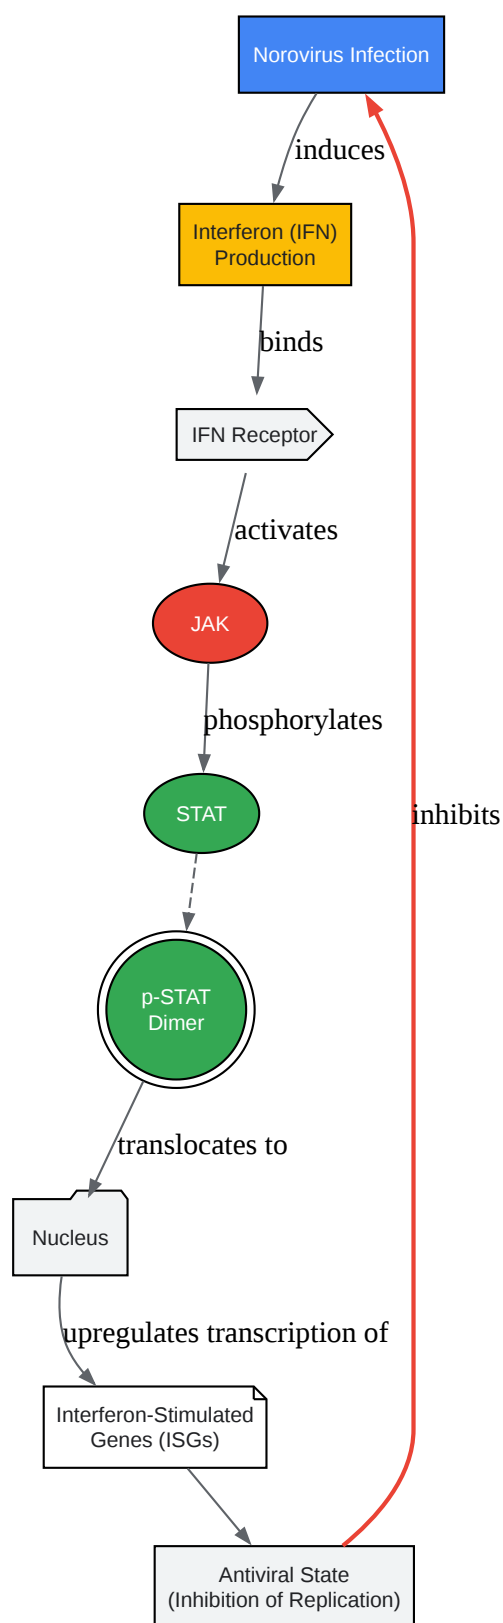 Norovirus Infection
induces
Interferon (IFN)
Production
binds
IFN Receptor
activates
JAK
phosphorylates
STAT
inhibits
p-STAT
Dimer
translocates to
Nucleus
upregulates transcription of
Interferon-Stimulated
Genes (ISGs)
Antiviral State
(Inhibition of Replication)